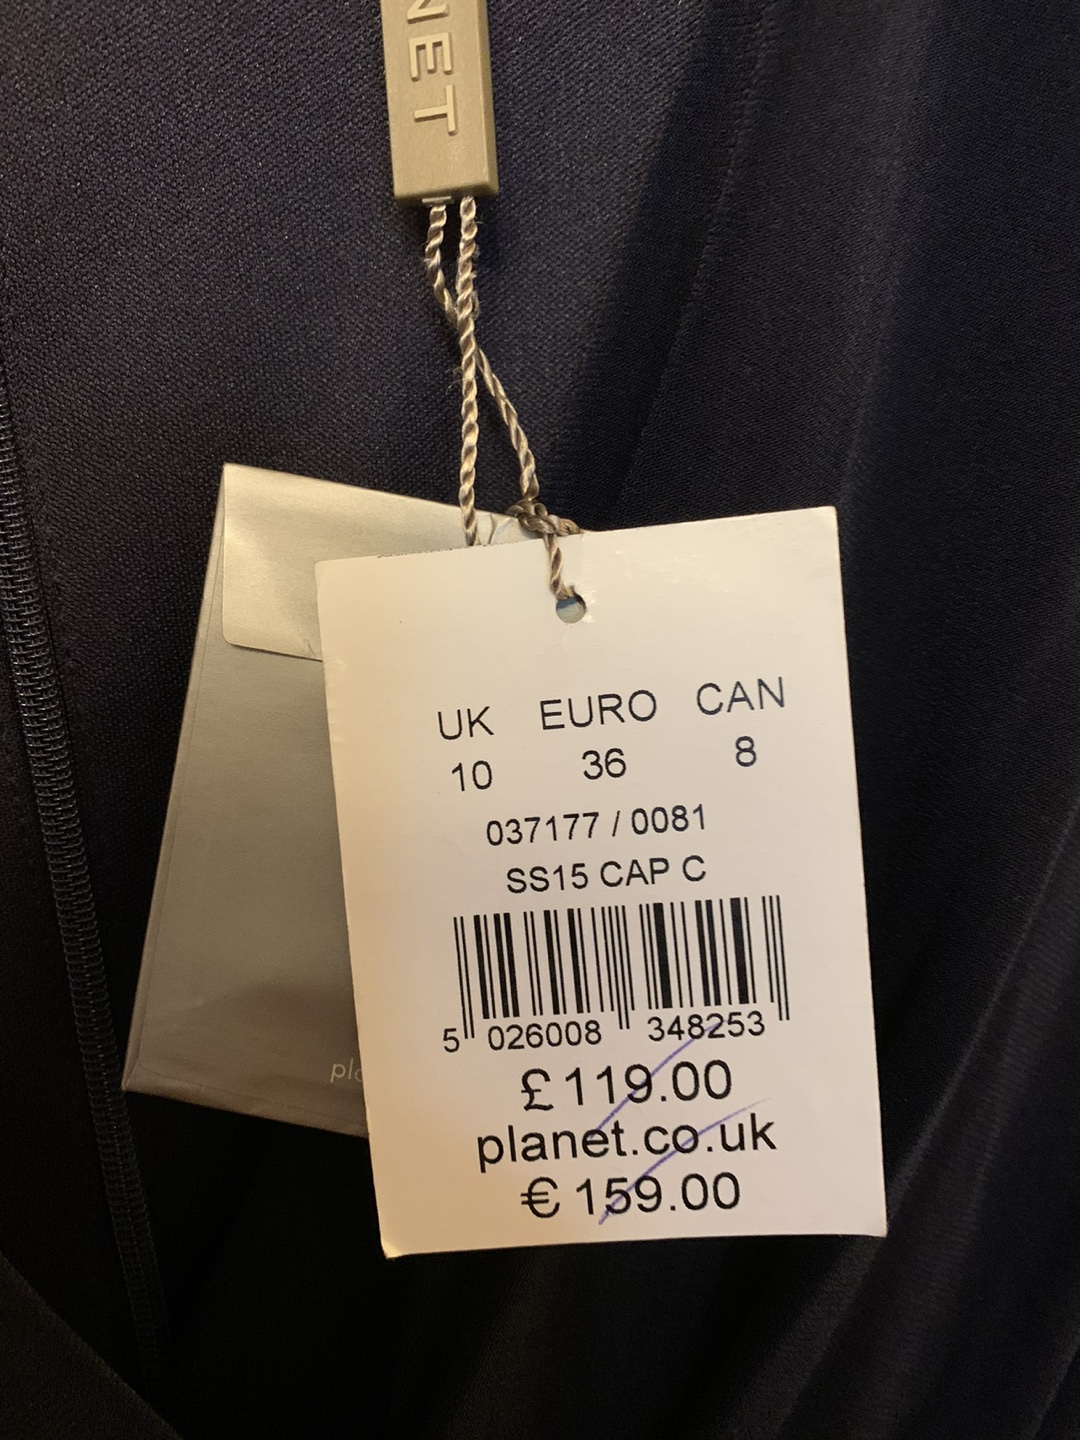 NET
UK EURO CAN
10 36 8
037177 / 0081
SS15 CAP C
5 026008 348253
£119.00
planet.co.uk
€159.00